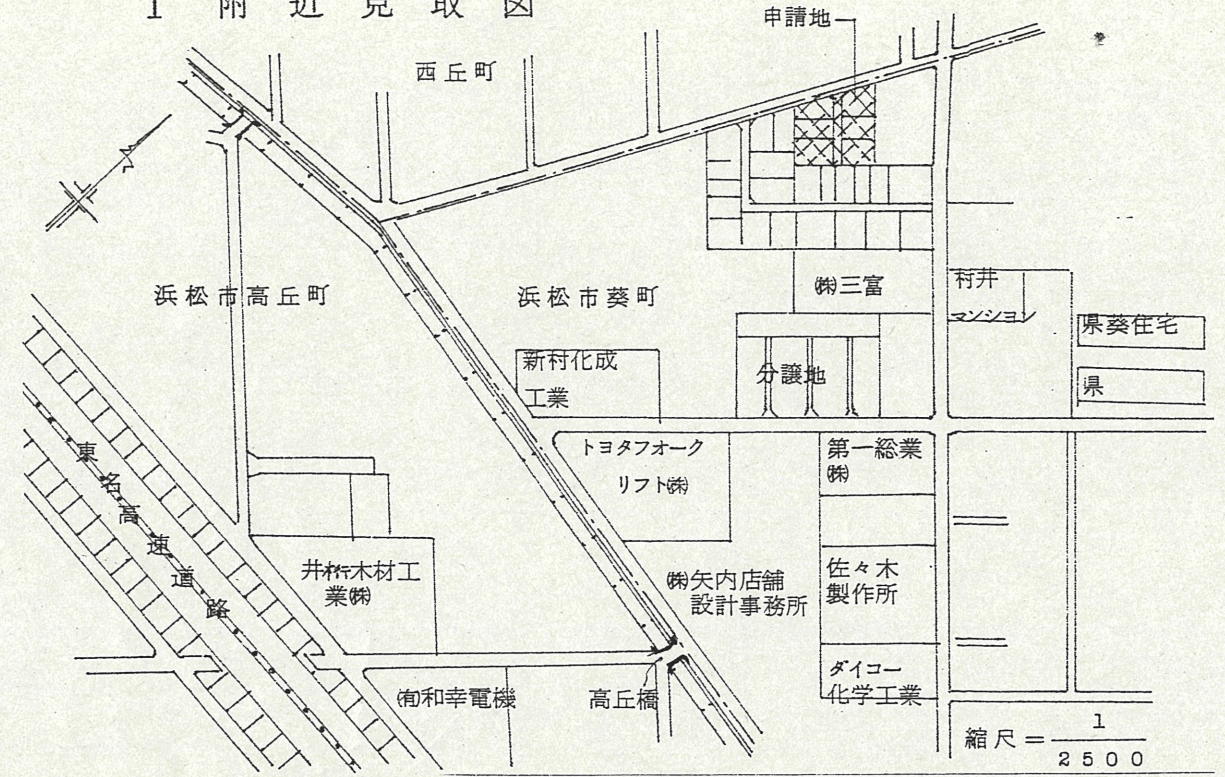 1 附近見取図
申請地
西丘町
浜松市高丘町
浜松市葵町
㈱三富
村井
マンション
県葵住宅
県
新村化成
工業
分譲地
トヨタフオーク
リフト㈱
第一総業
㈱
東名高速道路
木材工
業㈱
㈱矢内店舗
設計事務所
佐々木
製作所
ダイコー
化学工業
㈲和幸電機
高丘橋
縮尺=1/2500